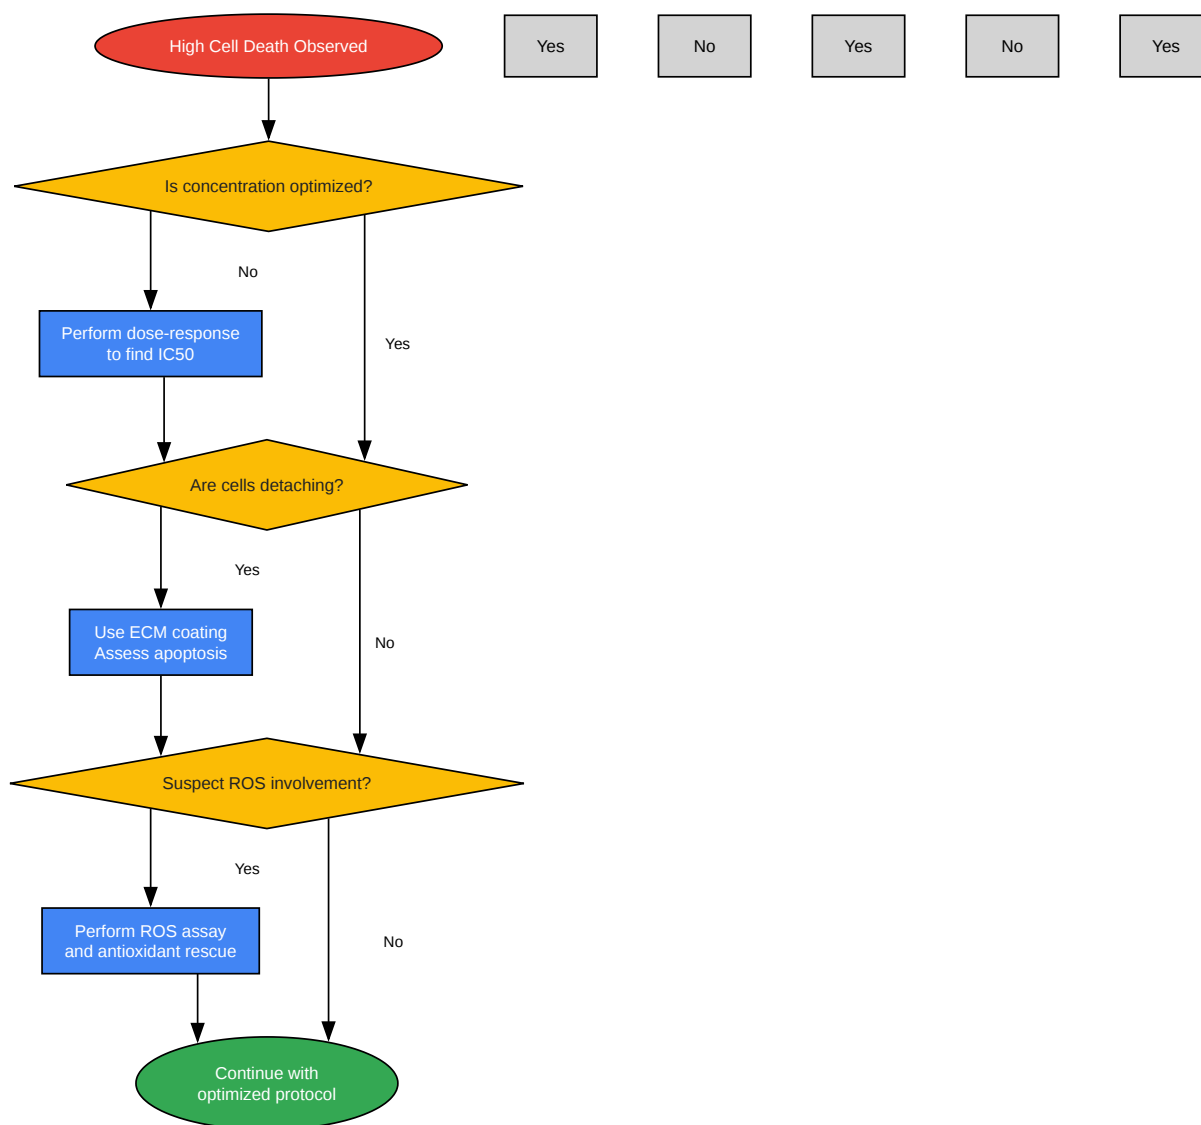 High Cell Death Observed
Yes
No
Yes
No
Yes
Is concentration optimized?
No
Perform dose-response
to find IC50
Yes
Are cells detaching?
Yes
Use ECM coating
Assess apoptosis
No
Suspect ROS involvement?
Yes
Perform ROS assay
and antioxidant rescue
No
Continue with
optimized protocol